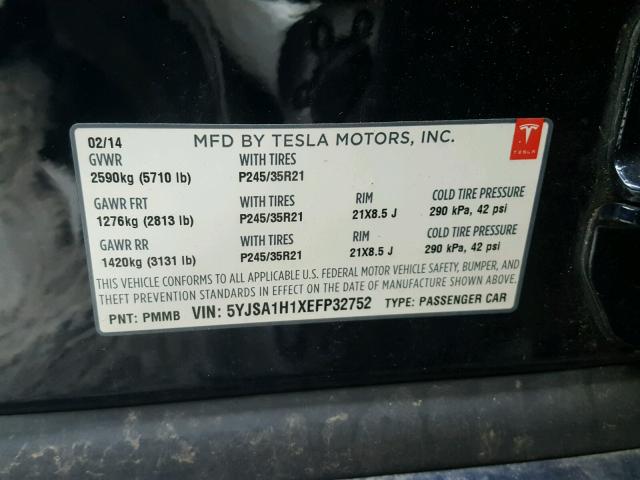 02/14 MFD BY TESLA MOTORS, INC.
TESLA
GVWR WITH TIRES
2590kg (5710 lb) P245/35R21
GAWR FRT WITH TIRES RIM COLD TIRE PRESSURE
1276kg (2813 lb) P245/35R21 21X8.5 J 290 kPa, 42 psi
GAWR RR WITH TIRES RIM COLD TIRE PRESSURE
1420kg (3131 lb) P245/35R21 21X8.5 J 290 kPa, 42 psi
THIS VEHICLE CONFORMS TO ALL APPLICABLE U.S. FEDERAL MOTOR VEHICLE SAFETY, BUMPER, AND
THEFT PREVENTION STANDARDS IN EFFECT ON THE DATE OF MANUFACTURE SHOWN ABOVE.
PNT: PMMB VIN: 5YJSA1H1XEFP32752 TYPE: PASSENGER CAR